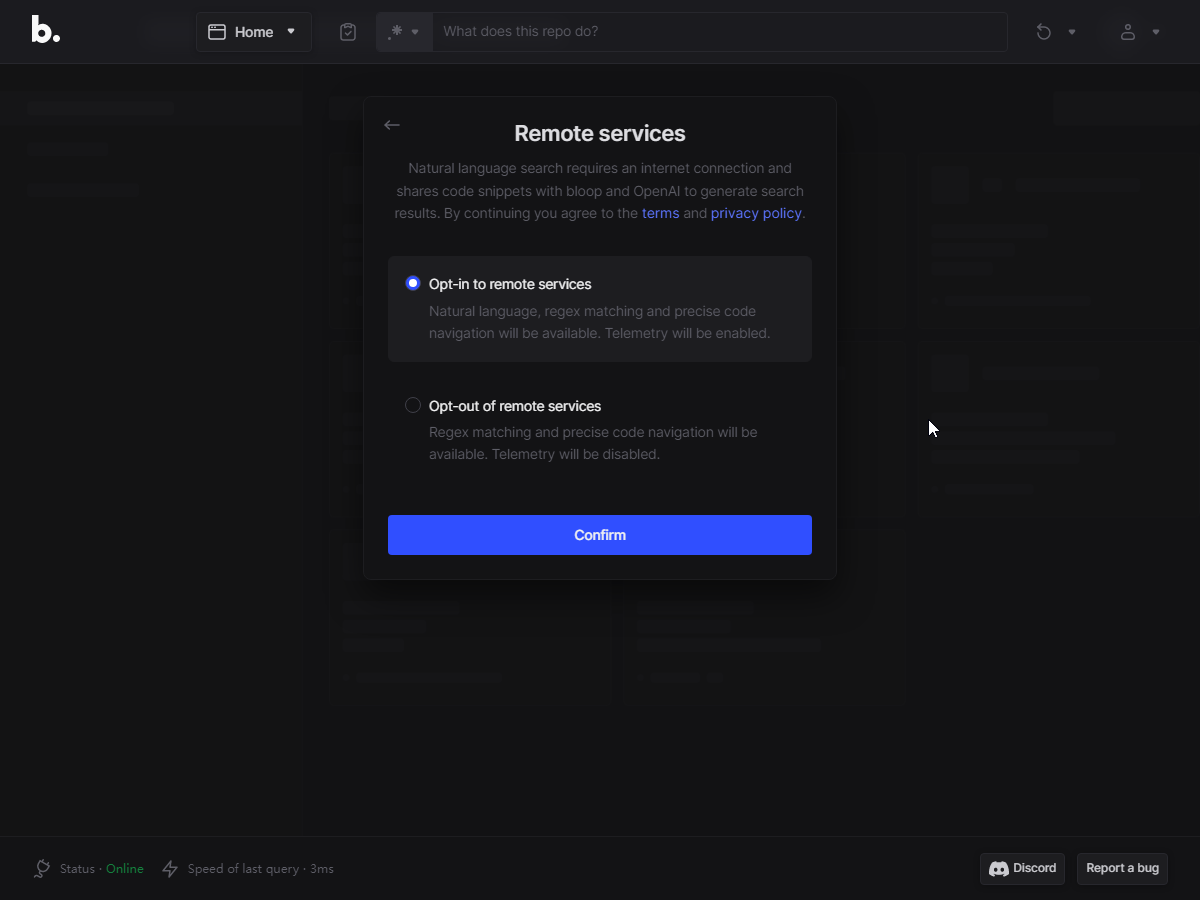 b.
Home
What does this repo do?
Remote services
Natural language search requires an internet connection and
shares code snippets with bloop and OpenAI to generate search
results. By continuing you agree to the terms and privacy policy.
Opt-in to remote services
Natural language, regex matching and precise code
navigation will be available. Telemetry will be enabled.
Opt-out of remote services
Regex matching and precise code navigation will be
available. Telemetry will be disabled.
Confirm
Status · Online
Speed of last query · 3ms
Discord
Report a bug